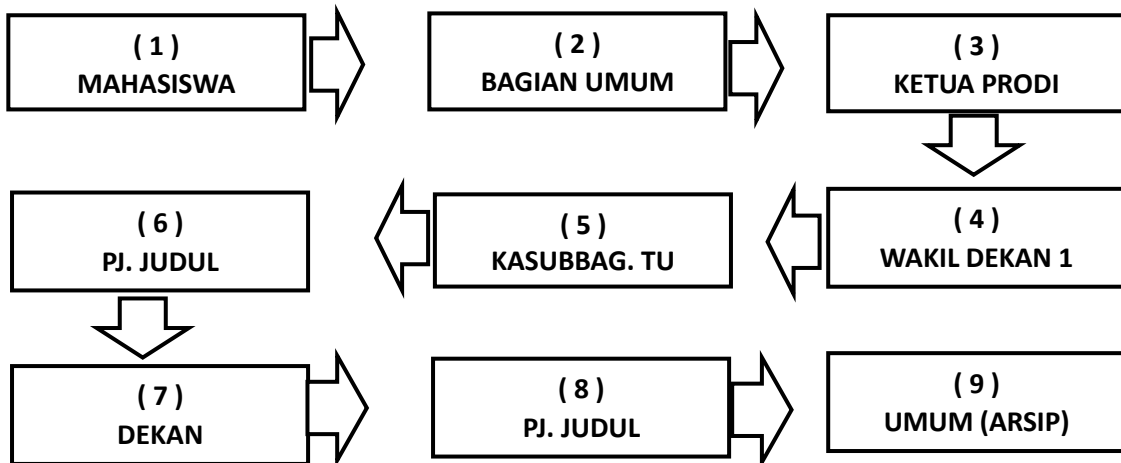 ( 1 )
MAHASISWA
( 2 )
BAGIAN UMUM
( 3 )
KETUA PRODI
( 4 )
WAKIL DEKAN 1
( 5 )
KASUBBAG. TU
( 6 )
PJ. JUDUL
( 7 )
DEKAN
( 8 )
PJ. JUDUL
( 9 )
UMUM (ARSIP)